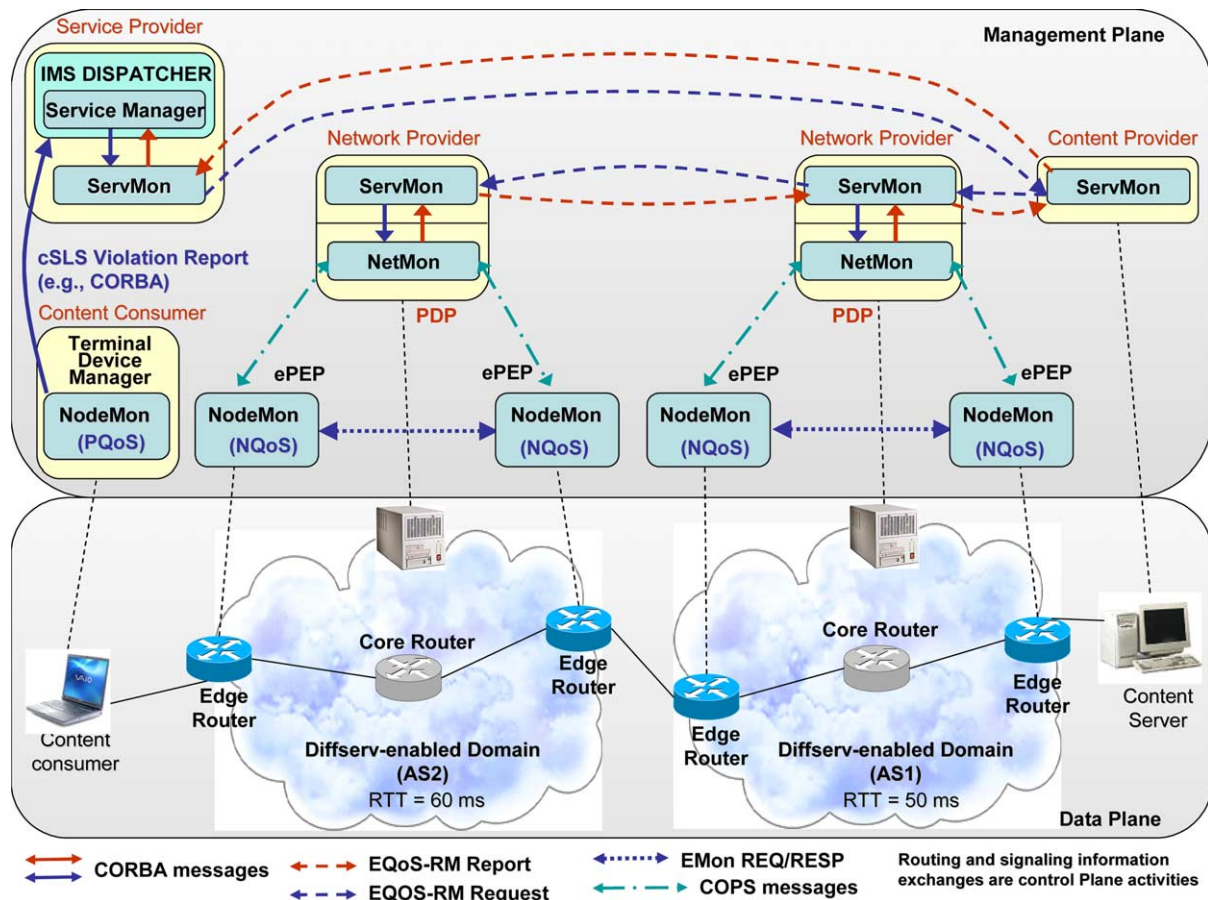 Service Provider
Management Plane
IMS DISPATCHER
Service Manager
ServMon
Network Provider
ServMon
NetMon
PDP
Network Provider
ServMon
NetMon
PDP
Content Provider
ServMon
cSLS Violation Report
(e.g., CORBA)
Content Consumer
Terminal
Device
Manager
NodeMon
(PQoS)
ePEP
NodeMon
(NQoS)
ePEP
NodeMon
(NQoS)
ePEP
NodeMon
(NQoS)
ePEP
NodeMon
(NQoS)
VAIO
Content
consumer
Edge
Router
Core Router
Edge
Router
Diffserv-enabled Domain
(AS2)
RTT = 60 ms
Edge
Router
Core Router
Edge
Router
Diffserv-enabled Domain
(AS1)
RTT = 50 ms
Content
Server
Data Plane
CORBA messages
EQoS-RM Report
EQOS-RM Request
EMon REQ/RESP
COPS messages
Routing and signaling information
exchanges are control Plane activities